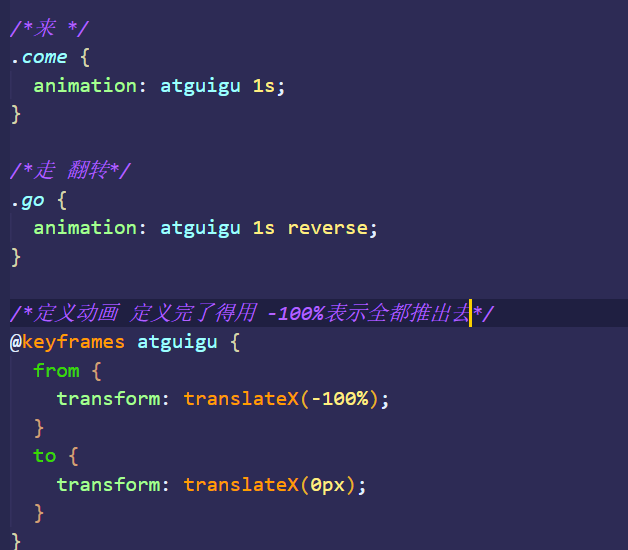 /*来 */
.come {
  animation: atguigu 1s;
}
/*走 翻转*/
.go {
  animation: atguigu 1s reverse;
}
/*定义动画 定义完了得用 -100%表示全都推出去*/
@keyframes atguigu {
  from {
    transform: translateX(-100%);
  }
  to {
    transform: translateX(0px);
  }
}